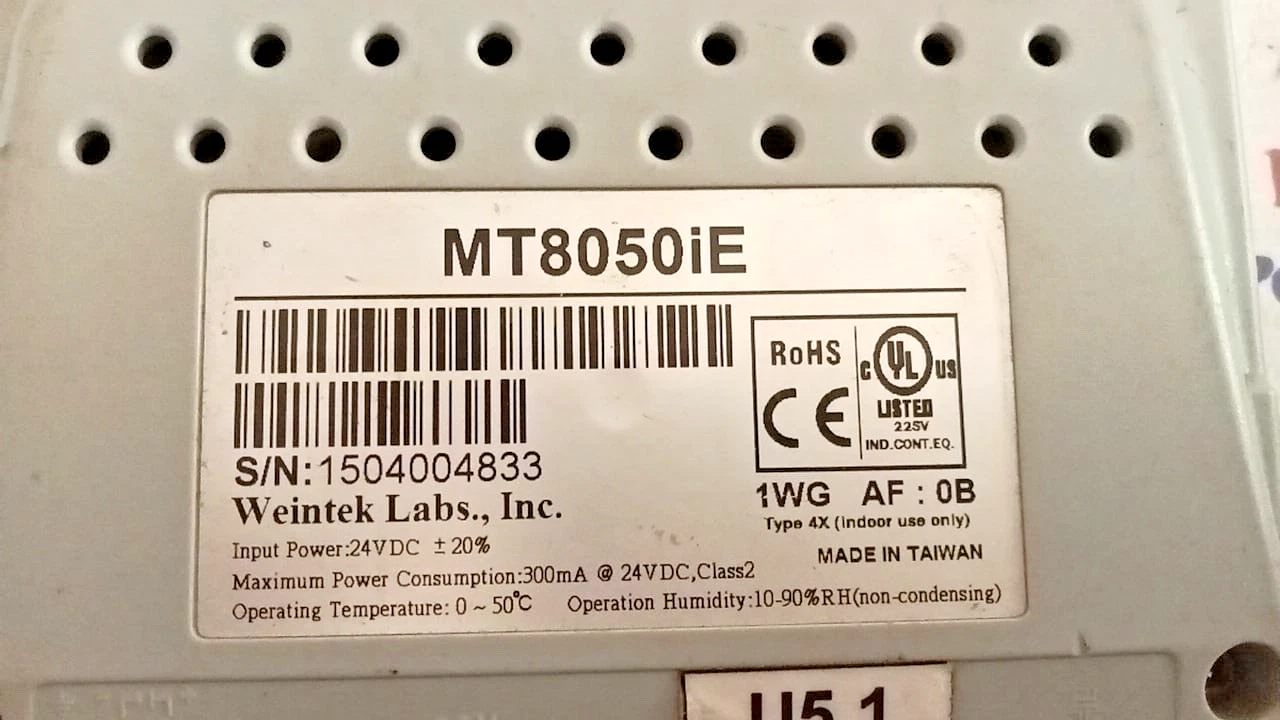 MT8050iE
RoHS
CE
C UL US
LISTED
225V
IND.CONT.EQ.
S/N:1504004833
1WG AF : 0B
Weintek Labs., Inc.
Type 4X (Indoor use only)
Input Power:24VDC ±20%
MADE IN TAIWAN
Maximum Power Consumption:300mA @ 24VDC,Class2
Operating Temperature: 0 ~ 50℃ Operation Humidity:10-90%RH(non-condensing)